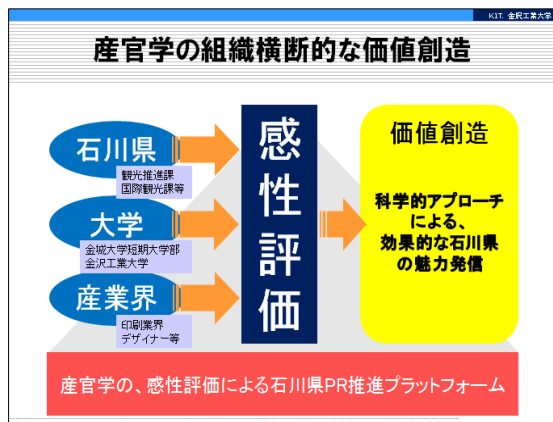 K.I.T. 金沢工業大学
産官学の組織横断的な価値創造
石川県
観光推進課
国際観光課等
大学
金城大学短期大学部
金沢工業大学
産業界
印刷業界
デザイナー等
感性評価
価値創造
科学的アプローチ
による、
効果的な石川県
の魅力発信
産官学の、感性評価による石川県PR推進プラットフォーム